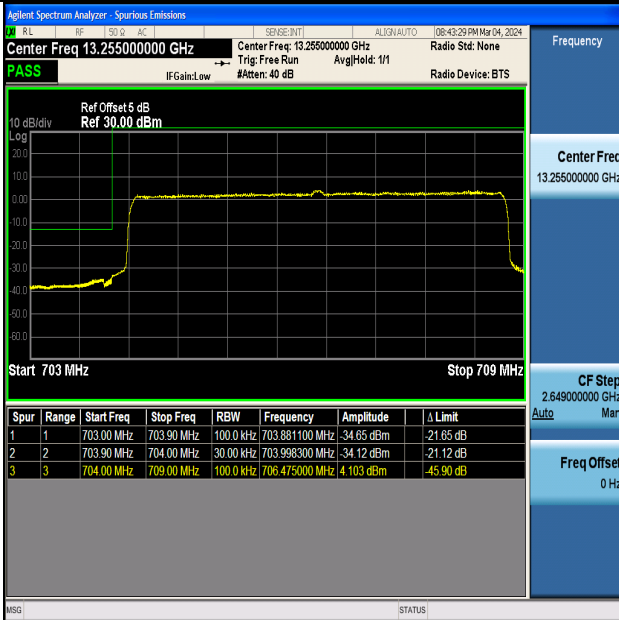 Agilent Spectrum Analyzer - Spurious Emissions
LXI RL RF 50 Ω AC SENSE:INT ALIGN AUTO 08:43:29 PM Mar 04, 2024
Center Freq 13.255000000 GHz Center Freq: 13.255000000 GHz Radio Std: None
Trig: Free Run Avg|Hold: 1/1
PASS IFGain:Low #Atten: 40 dB Radio Device: BTS
Ref Offset 5 dB
10 dB/div Ref 30.00 dBm
Log
20.0
10.0
0.00
-10.0
-20.0
-30.0
-40.0
-50.0
-60.0
Start 703 MHz Stop 709 MHz
Spur Range Start Freq Stop Freq RBW Frequency Amplitude Δ Limit
1 1 703.00 MHz 703.90 MHz 100.0 kHz 703.881100 MHz -34.65 dBm -21.65 dB
2 2 703.90 MHz 704.00 MHz 30.00 kHz 703.998300 MHz -34.12 dBm -21.12 dB
3 3 704.00 MHz 709.00 MHz 100.0 kHz 706.475000 MHz 4.103 dBm -45.90 dB
MSG STATUS
Frequency
Center Freq
13.255000000 GHz
CF Step
2.649000000 GHz
Auto Man
Freq Offset
0 Hz